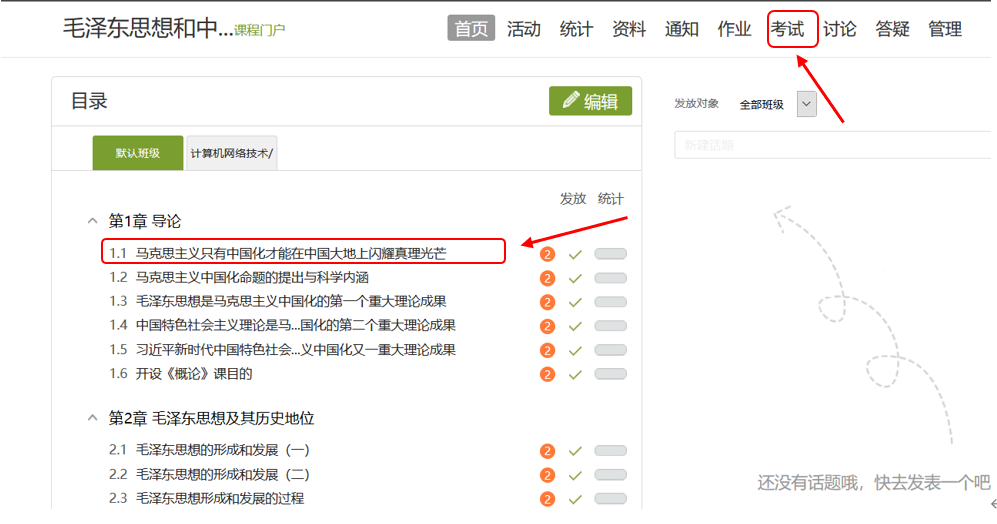 毛泽东思想和中...课程门户
首页 活动 统计 资料 通知 作业 考试 讨论 答疑 管理
目录 编辑
发放对象 全部班级
默认班级 计算机网络技术/
新建话题
发放 统计
第1章 导论
1.1 马克思主义只有中国化才能在中国大地上闪耀真理光芒 2
1.2 马克思主义中国化命题的提出与科学内涵 2
1.3 毛泽东思想是马克思主义中国化的第一个重大理论成果 2
1.4 中国特色社会主义理论是马...国化的第二个重大理论成果 2
1.5 习近平新时代中国特色社会...义中国化又一重大理论成果 2
1.6 开设《概论》课目的 2
第2章 毛泽东思想及其历史地位
2.1 毛泽东思想的形成和发展（一） 2
2.2 毛泽东思想的形成和发展（二） 2
2.3 毛泽东思想形成和发展的过程 2
还没有话题哦，快去发表一个吧